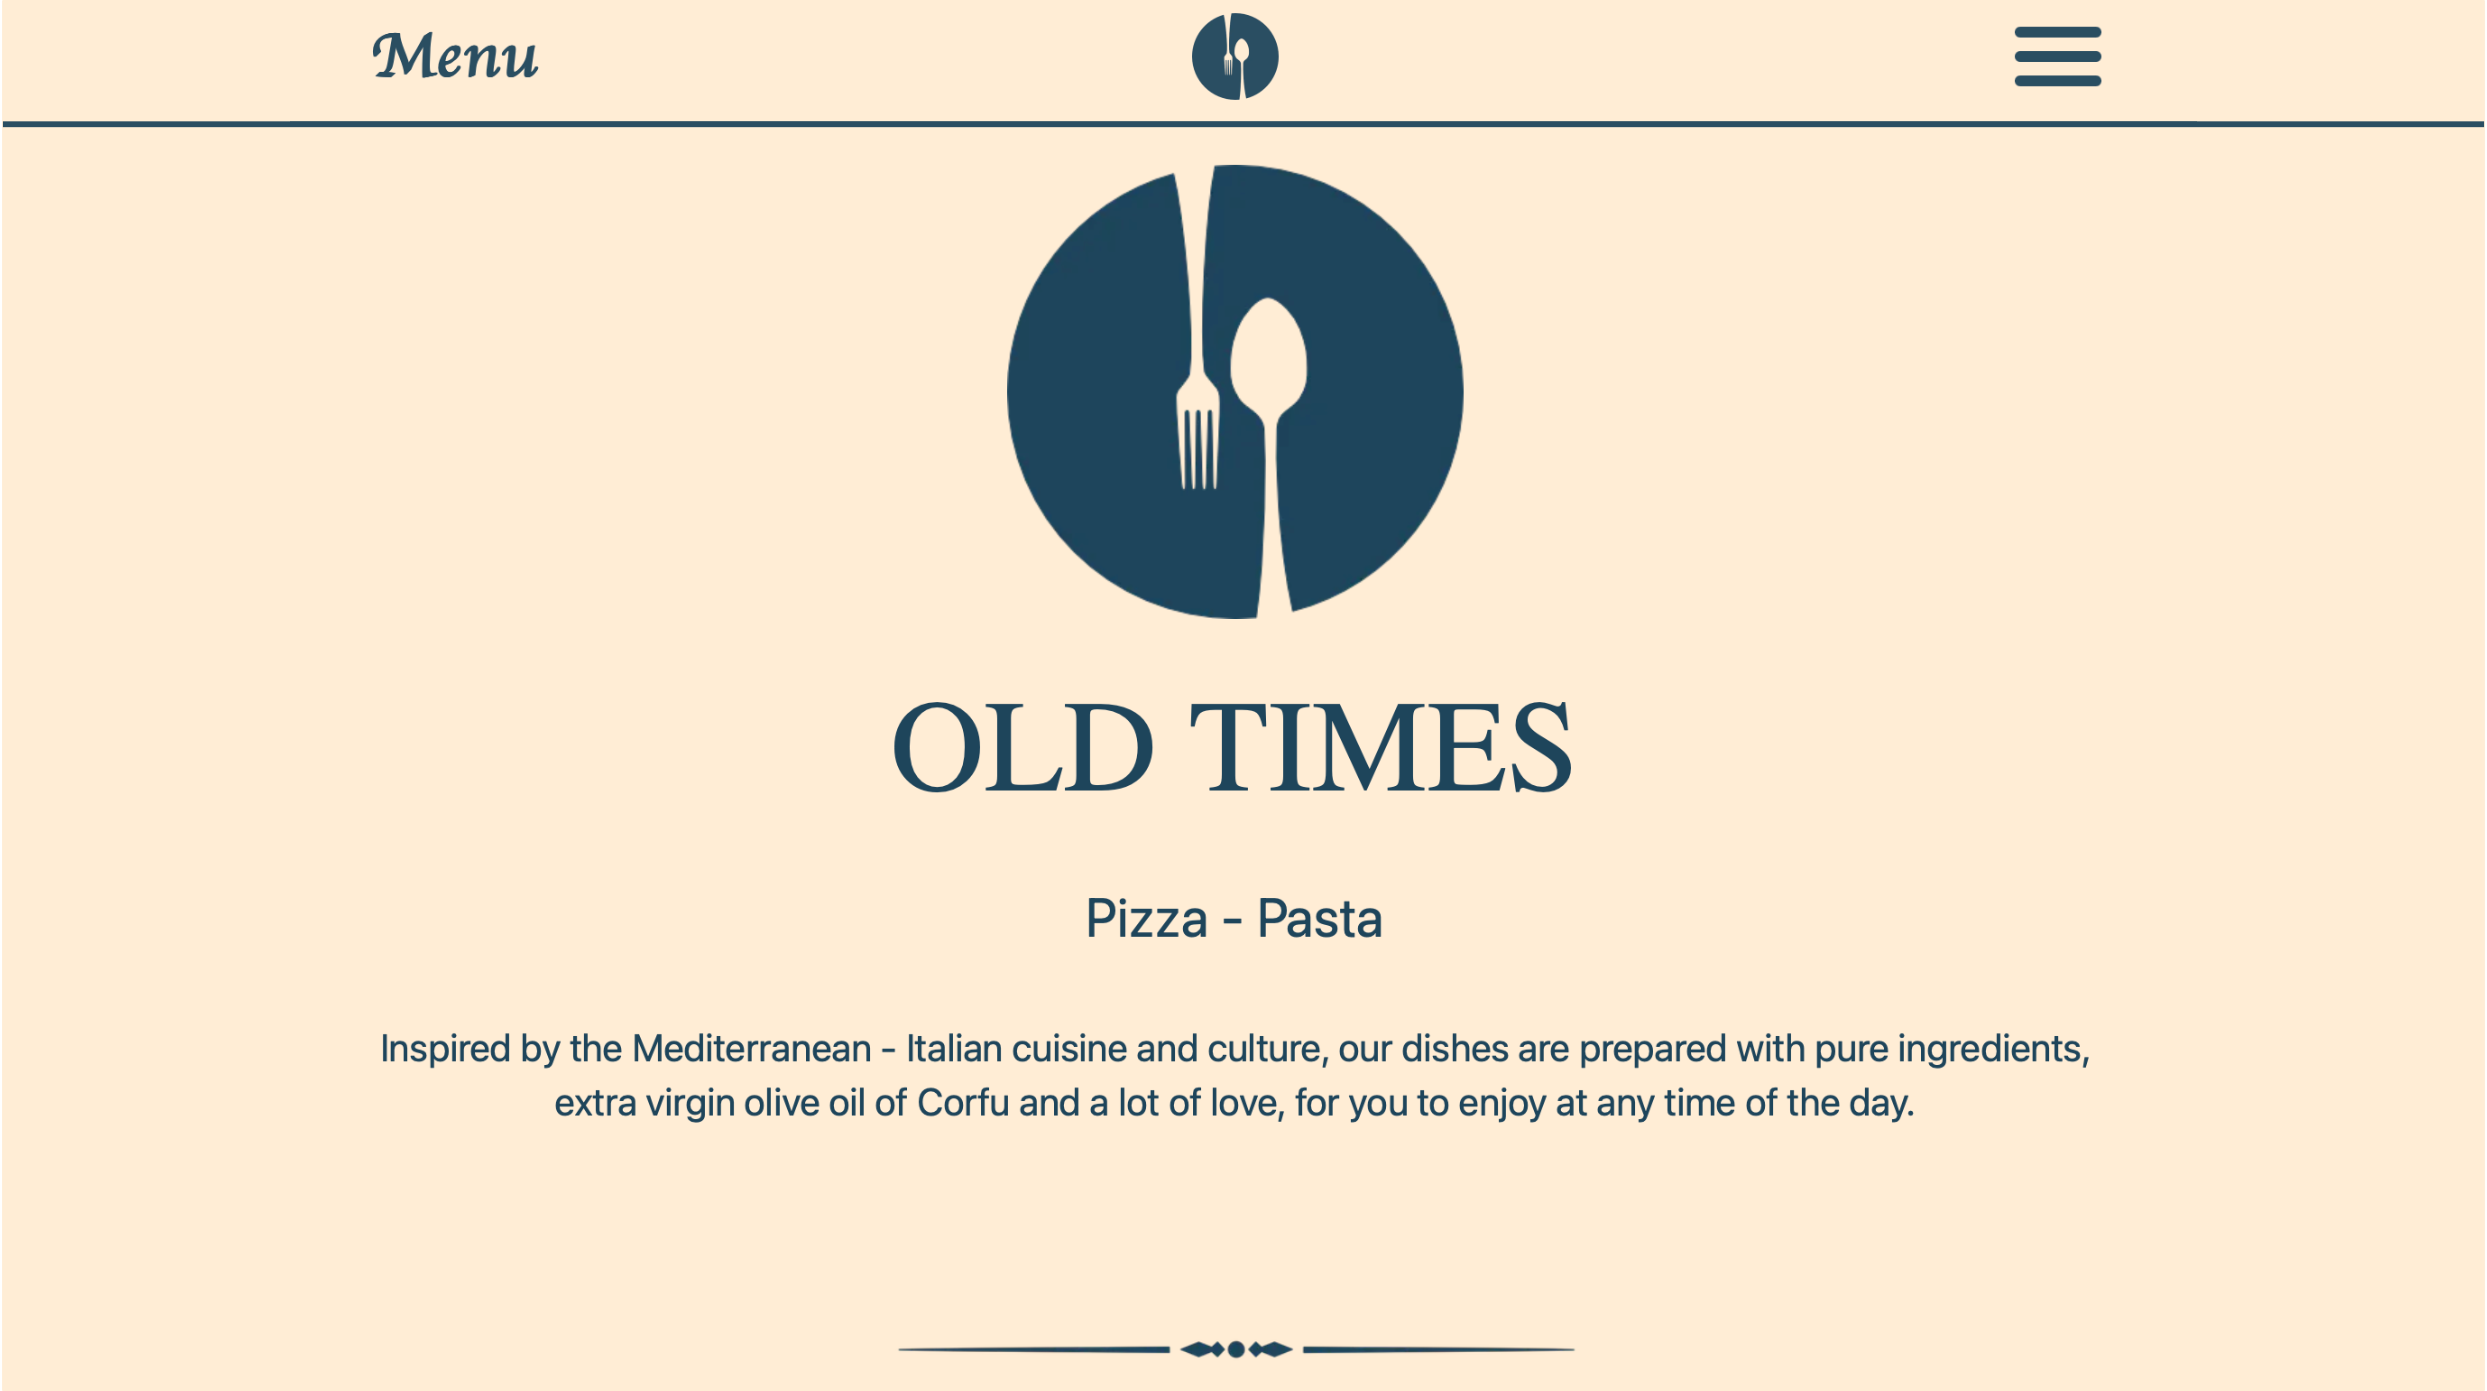 Menu
OLD TIMES
Pizza - Pasta
Inspired by the Mediterranean - Italian cuisine and culture, our dishes are prepared with pure ingredients,
extra virgin olive oil of Corfu and a lot of love, for you to enjoy at any time of the day.